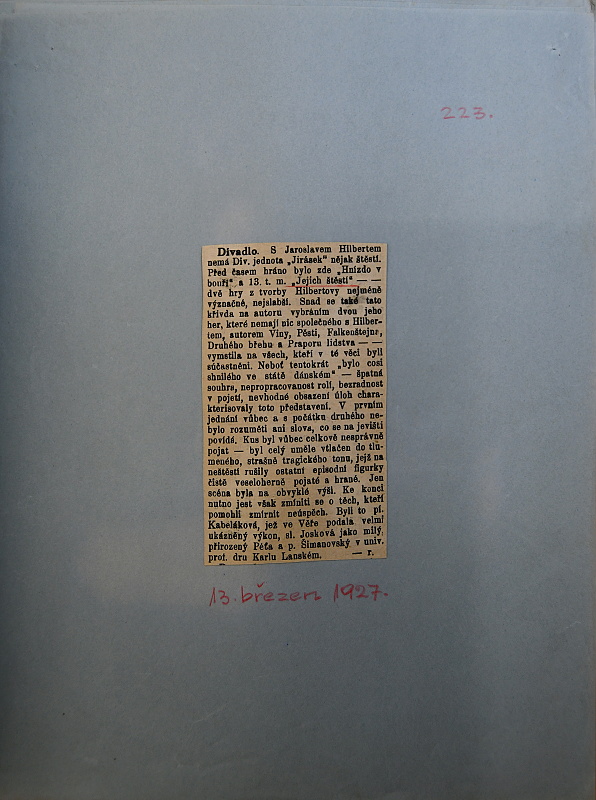 223.
Divadlo. S Jaroslavem Hilbertem
nemá Div. jednota „Jirásek“ nějak štěstí.
Před časem hráno bylo zde „Hnízdo v
bouři“ a 13. t. m. „Jejich štěstí“ — —
dvě hry z tvorby Hilbertovy nejméně
význačné, nejslabší. Snad se také tato
křivda na autoru vybráním dvou jeho
her, které nemají nic společného s Hilber-
tem, autorem Viny, Pěsti, Falkenštejna,
Druhého břehu a Praporu lidstva — —
vymstila na všech, kteří v té věci byli
súčastněni. Neboť tentokrát „bylo cosi
shnilého ve státě dánském“ — špatná
souhra, nepropracovanost rolí, bezradnost
v pojetí, nevhodné obsazení úloh chara-
kterisovaly toto představení. V prvním
jednání vůbec a s počátku druhého ne-
bylo rozuměti ani slova, co se na jevišti
povídá. Kus byl vůbec celkově nesprávně
pojat — byl celý uměle vtlačen do tlu-
meného, strašně tragického tonu, jejž na
neštěstí rušily ostatní episodní figurky
čistě veseloherně pojaté a hrané. Jen
scéna byla na obvyklé výši. Ke konci
nutno jest však zmíniti se o těch, kteří
pomohli zmírnit neúspěch. Byli to pí.
Kabeláková, jež ve Věře podala velmi
ukázněný výkon, sl. Josková jako milý,
přirozený Péťa a p. Šimanovský v univ.
prof. dru Karlu Lanském. — r.
13. březen 1927.